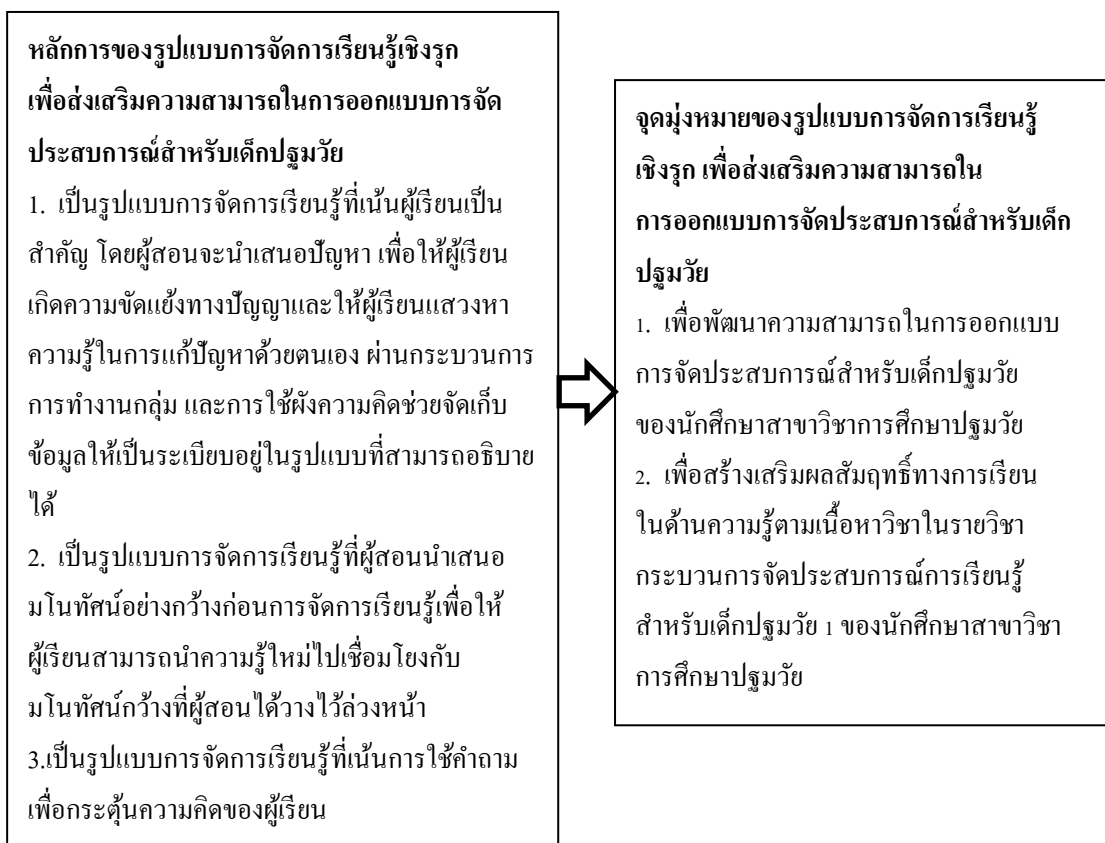 หลักการของรูปแบบการจัดการเรียนรู้เชิงรุก
เพื่อส่งเสริมความสามารถในการออกแบบการจัด
ประสบการณ์สำหรับเด็กปฐมวัย
1. เป็นรูปแบบการจัดการเรียนรู้ที่เน้นผู้เรียนเป็น
สำคัญ โดยผู้สอนจะนำเสนอปัญหา เพื่อให้ผู้เรียน
เกิดความขัดแย้งทางปัญญาและให้ผู้เรียนแสวงหา
ความรู้ในการแก้ปัญหาด้วยตนเอง ผ่านกระบวนการ
การทำงานกลุ่ม และการใช้ผังความคิดช่วยจัดเก็บ
ข้อมูลให้เป็นระเบียบอยู่ในรูปแบบที่สามารถอธิบาย
ได้
2. เป็นรูปแบบการจัดการเรียนรู้ที่ผู้สอนนำเสนอ
มโนทัศน์อย่างกว้างก่อนการจัดการเรียนรู้เพื่อให้
ผู้เรียนสามารถนำความรู้ใหม่ไปเชื่อมโยงกับ
มโนทัศน์กว้างที่ผู้สอนได้วางไว้ล่วงหน้า
3.เป็นรูปแบบการจัดการเรียนรู้ที่เน้นการใช้คำถาม
เพื่อกระตุ้นความคิดของผู้เรียน
จุดมุ่งหมายของรูปแบบการจัดการเรียนรู้
เชิงรุก เพื่อส่งเสริมความสามารถใน
การออกแบบการจัดประสบการณ์สำหรับเด็ก
ปฐมวัย
1. เพื่อพัฒนาความสามารถในการออกแบบ
การจัดประสบการณ์สำหรับเด็กปฐมวัย
ของนักศึกษาสาขาวิชาการศึกษาปฐมวัย
2. เพื่อสร้างเสริมผลสัมฤทธิ์ทางการเรียน
ในด้านความรู้ตามเนื้อหาวิชาในรายวิชา
กระบวนการจัดประสบการณ์การเรียนรู้
สำหรับเด็กปฐมวัย 1 ของนักศึกษาสาขาวิชา
การศึกษาปฐมวัย